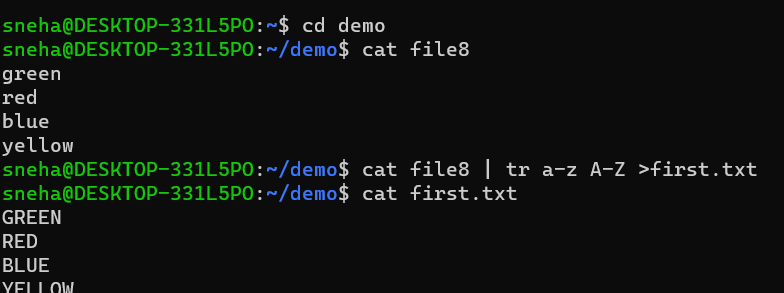 sneha@DESKTOP-331L5PO:~$ cd demo
sneha@DESKTOP-331L5PO:~/demo$ cat file8
green
red
blue
yellow
sneha@DESKTOP-331L5PO:~/demo$ cat file8 | tr a-z A-Z >first.txt
sneha@DESKTOP-331L5PO:~/demo$ cat first.txt
GREEN
RED
BLUE
YELLOW